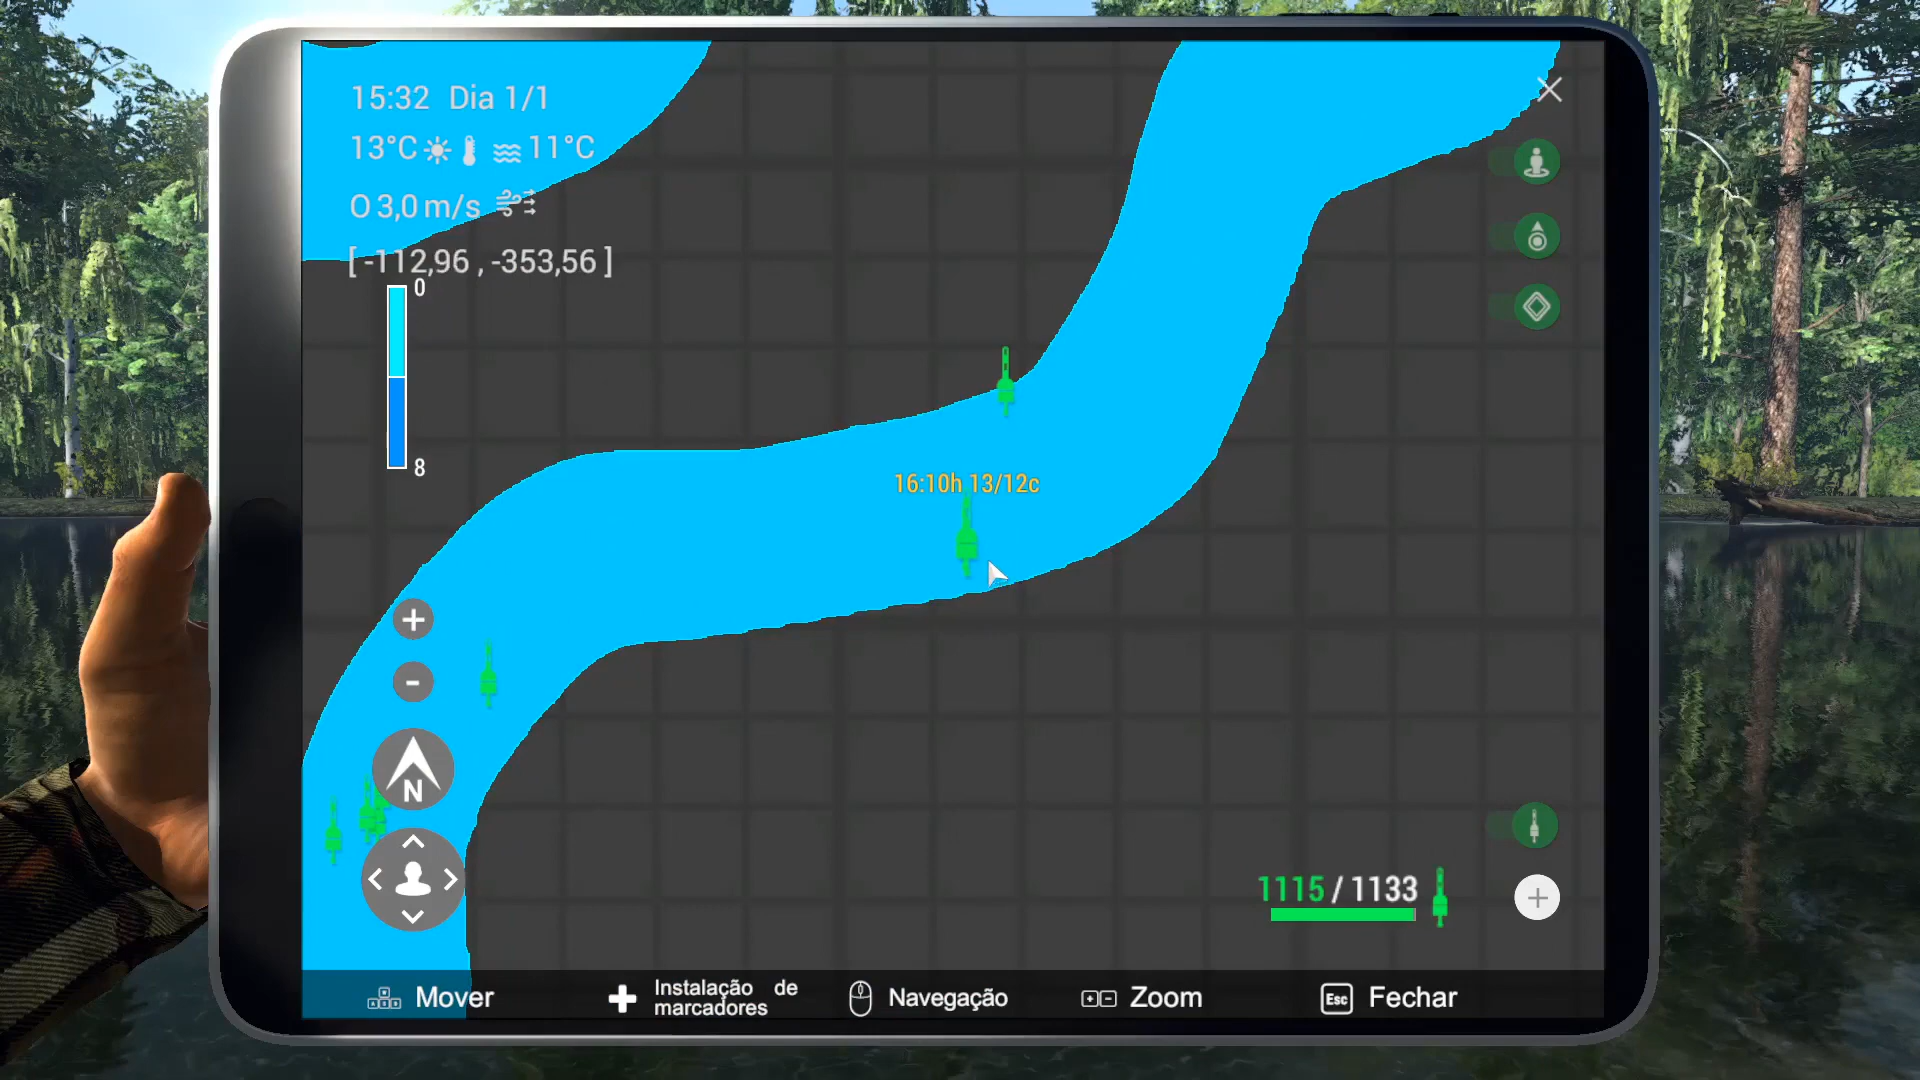 15:32 Dia 1/1
13°C 11°C
O 3,0 m/s
[ -112,96 , -353,56 ]
0
8
16:10h 13/12c
+
-
N
1115 / 1133
+
Mover
Instalação de
marcadores
Navegação
Zoom
Esc Fechar